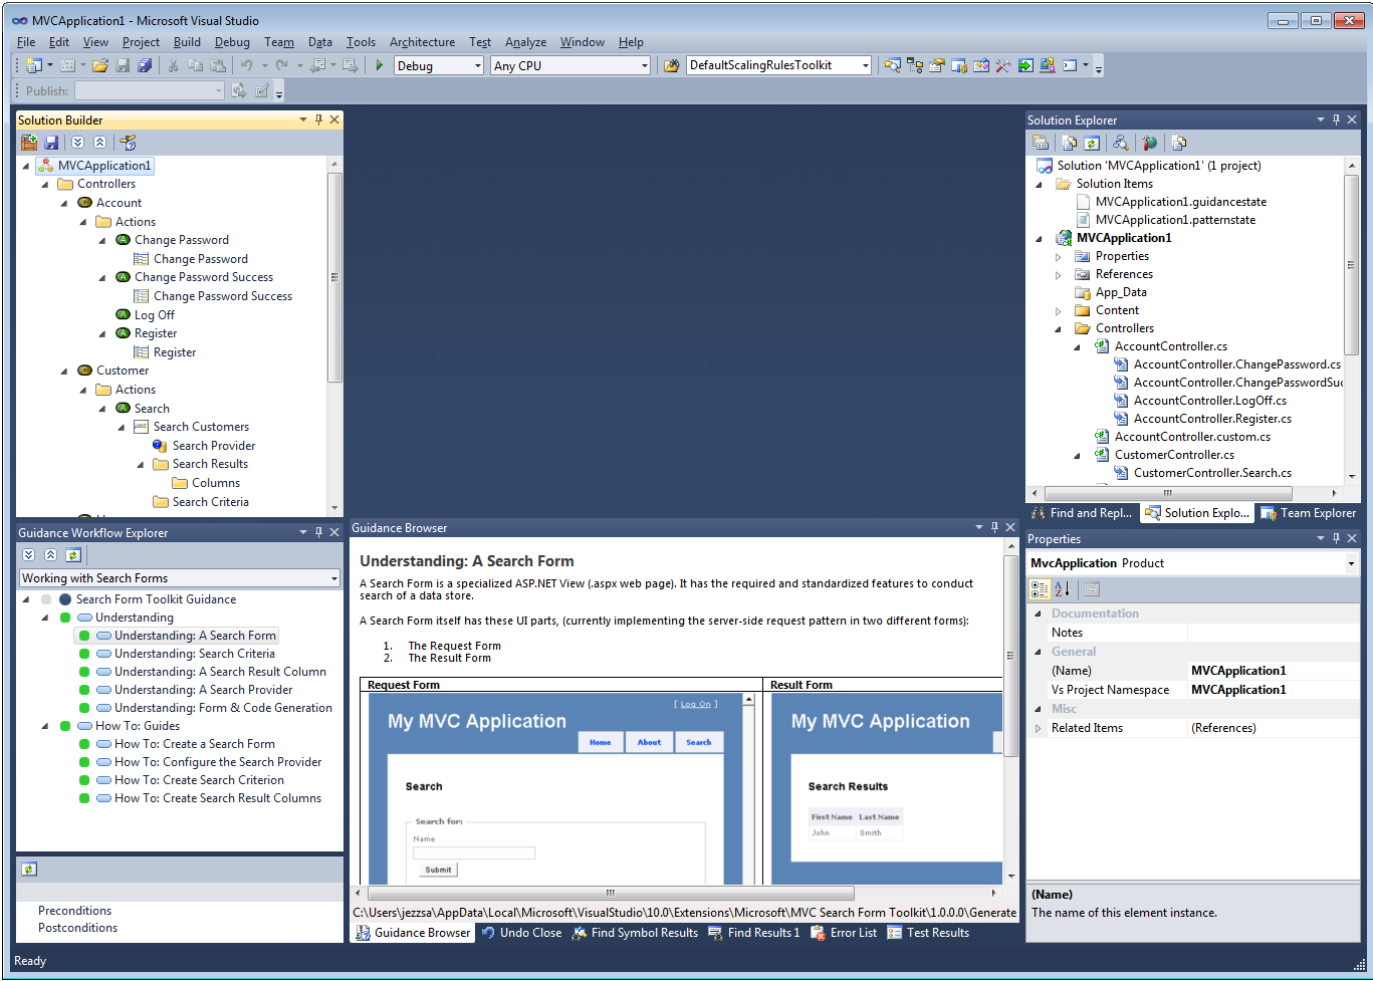 MVCApplication1 - Microsoft Visual Studio
File Edit View Project Build Debug Team Data Tools Architecture Test Analyze Window Help
Debug Any CPU DefaultScalingRulesToolkit
Publish:
Solution Builder
MVCApplication1
Controllers
Account
Actions
Change Password
Change Password
Change Password Success
Change Password Success
Log Off
Register
Register
Customer
Actions
Search
Search Customers
Search Provider
Search Results
Columns
Search Criteria
Guidance Workflow Explorer
Working with Search Forms
Search Form Toolkit Guidance
Understanding
Understanding: A Search Form
Understanding: Search Criteria
Understanding: A Search Result Column
Understanding: A Search Provider
Understanding: Form & Code Generation
How To: Guides
How To: Create a Search Form
How To: Configure the Search Provider
How To: Create Search Criterion
How To: Create Search Result Columns
Preconditions
Postconditions
Guidance Browser
Understanding: A Search Form
A Search Form is a specialized ASP.NET View (.aspx web page). It has the required and standardized features to conduct
search of a data store.
A Search Form itself has these UI parts, (currently implementing the server-side request pattern in two different forms):
1. The Request Form
2. The Result Form
Request Form
[ Log On ]
My MVC Application
Home About Search
Search
Search for:
Name
Submit
Result Form
My MVC Application
Search Results
First Name Last Name
John Smith
C:\Users\jezzsa\AppData\Local\Microsoft\VisualStudio\10.0\Extensions\Microsoft\MVC Search Form Toolkit\1.0.0.0\Generate
Guidance Browser Undo Close Find Symbol Results Find Results 1 Error List Test Results
Solution Explorer
Solution 'MVCApplication1' (1 project)
Solution Items
MVCApplication1.guidancestate
MVCApplication1.patternstate
MVCApplication1
Properties
References
App_Data
Content
Controllers
AccountController.cs
AccountController.ChangePassword.cs
AccountController.ChangePasswordSuc
AccountController.LogOff.cs
AccountController.Register.cs
AccountController.custom.cs
CustomerController.cs
CustomerController.Search.cs
Find and Repl... Solution Explo... Team Explorer
Properties
MvcApplication Product
Documentation
Notes
General
(Name) MVCApplication1
Vs Project Namespace MVCApplication1
Misc
Related Items (References)
(Name)
The name of this element instance.
Ready